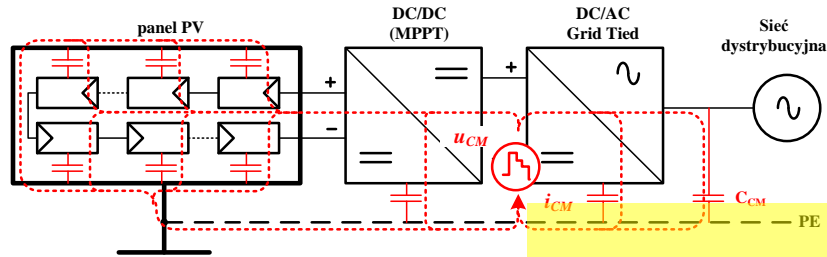 panel PV
DC/DC
(MPPT)
DC/AC
Grid Tied
Sieć
dystrybucyjna
+
+
−
u_CM
i_CM
C_CM
PE